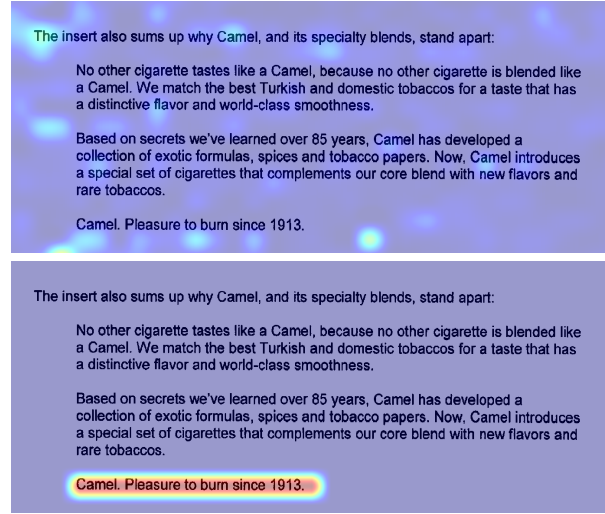 The insert also sums up why Camel, and its specialty blends, stand apart:
No other cigarette tastes like a Camel, because no other cigarette is blended like
a Camel. We match the best Turkish and domestic tobaccos for a taste that has
a distinctive flavor and world-class smoothness.
Based on secrets we've learned over 85 years, Camel has developed a
collection of exotic formulas, spices and tobacco papers. Now, Camel introduces
a special set of cigarettes that complements our core blend with new flavors and
rare tobaccos.
Camel. Pleasure to burn since 1913.
The insert also sums up why Camel, and its specialty blends, stand apart:
No other cigarette tastes like a Camel, because no other cigarette is blended like
a Camel. We match the best Turkish and domestic tobaccos for a taste that has
a distinctive flavor and world-class smoothness.
Based on secrets we've learned over 85 years, Camel has developed a
collection of exotic formulas, spices and tobacco papers. Now, Camel introduces
a special set of cigarettes that complements our core blend with new flavors and
rare tobaccos.
Camel. Pleasure to burn since 1913.